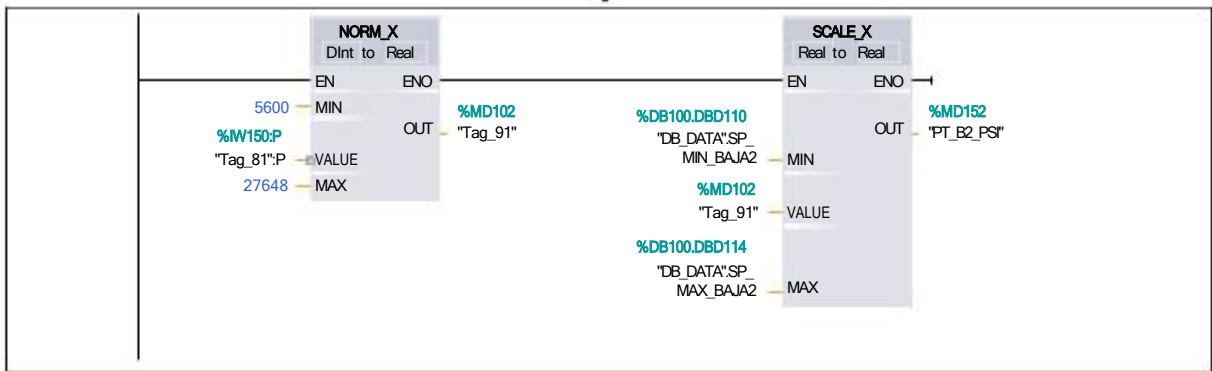 NORM_X
DInt to Real
EN ENO
5600 MIN
%MD102
OUT "Tag_91"
%IW150:P
"Tag_81":P VALUE
27648 MAX
SCALE_X
Real to Real
EN ENO
%DB100.DBD110
"DB_DATA".SP_
MIN_BAJA2 MIN
%MD152
OUT "PT_B2_PSI"
%MD102
"Tag_91" VALUE
%DB100.DBD114
"DB_DATA".SP_
MAX_BAJA2 MAX